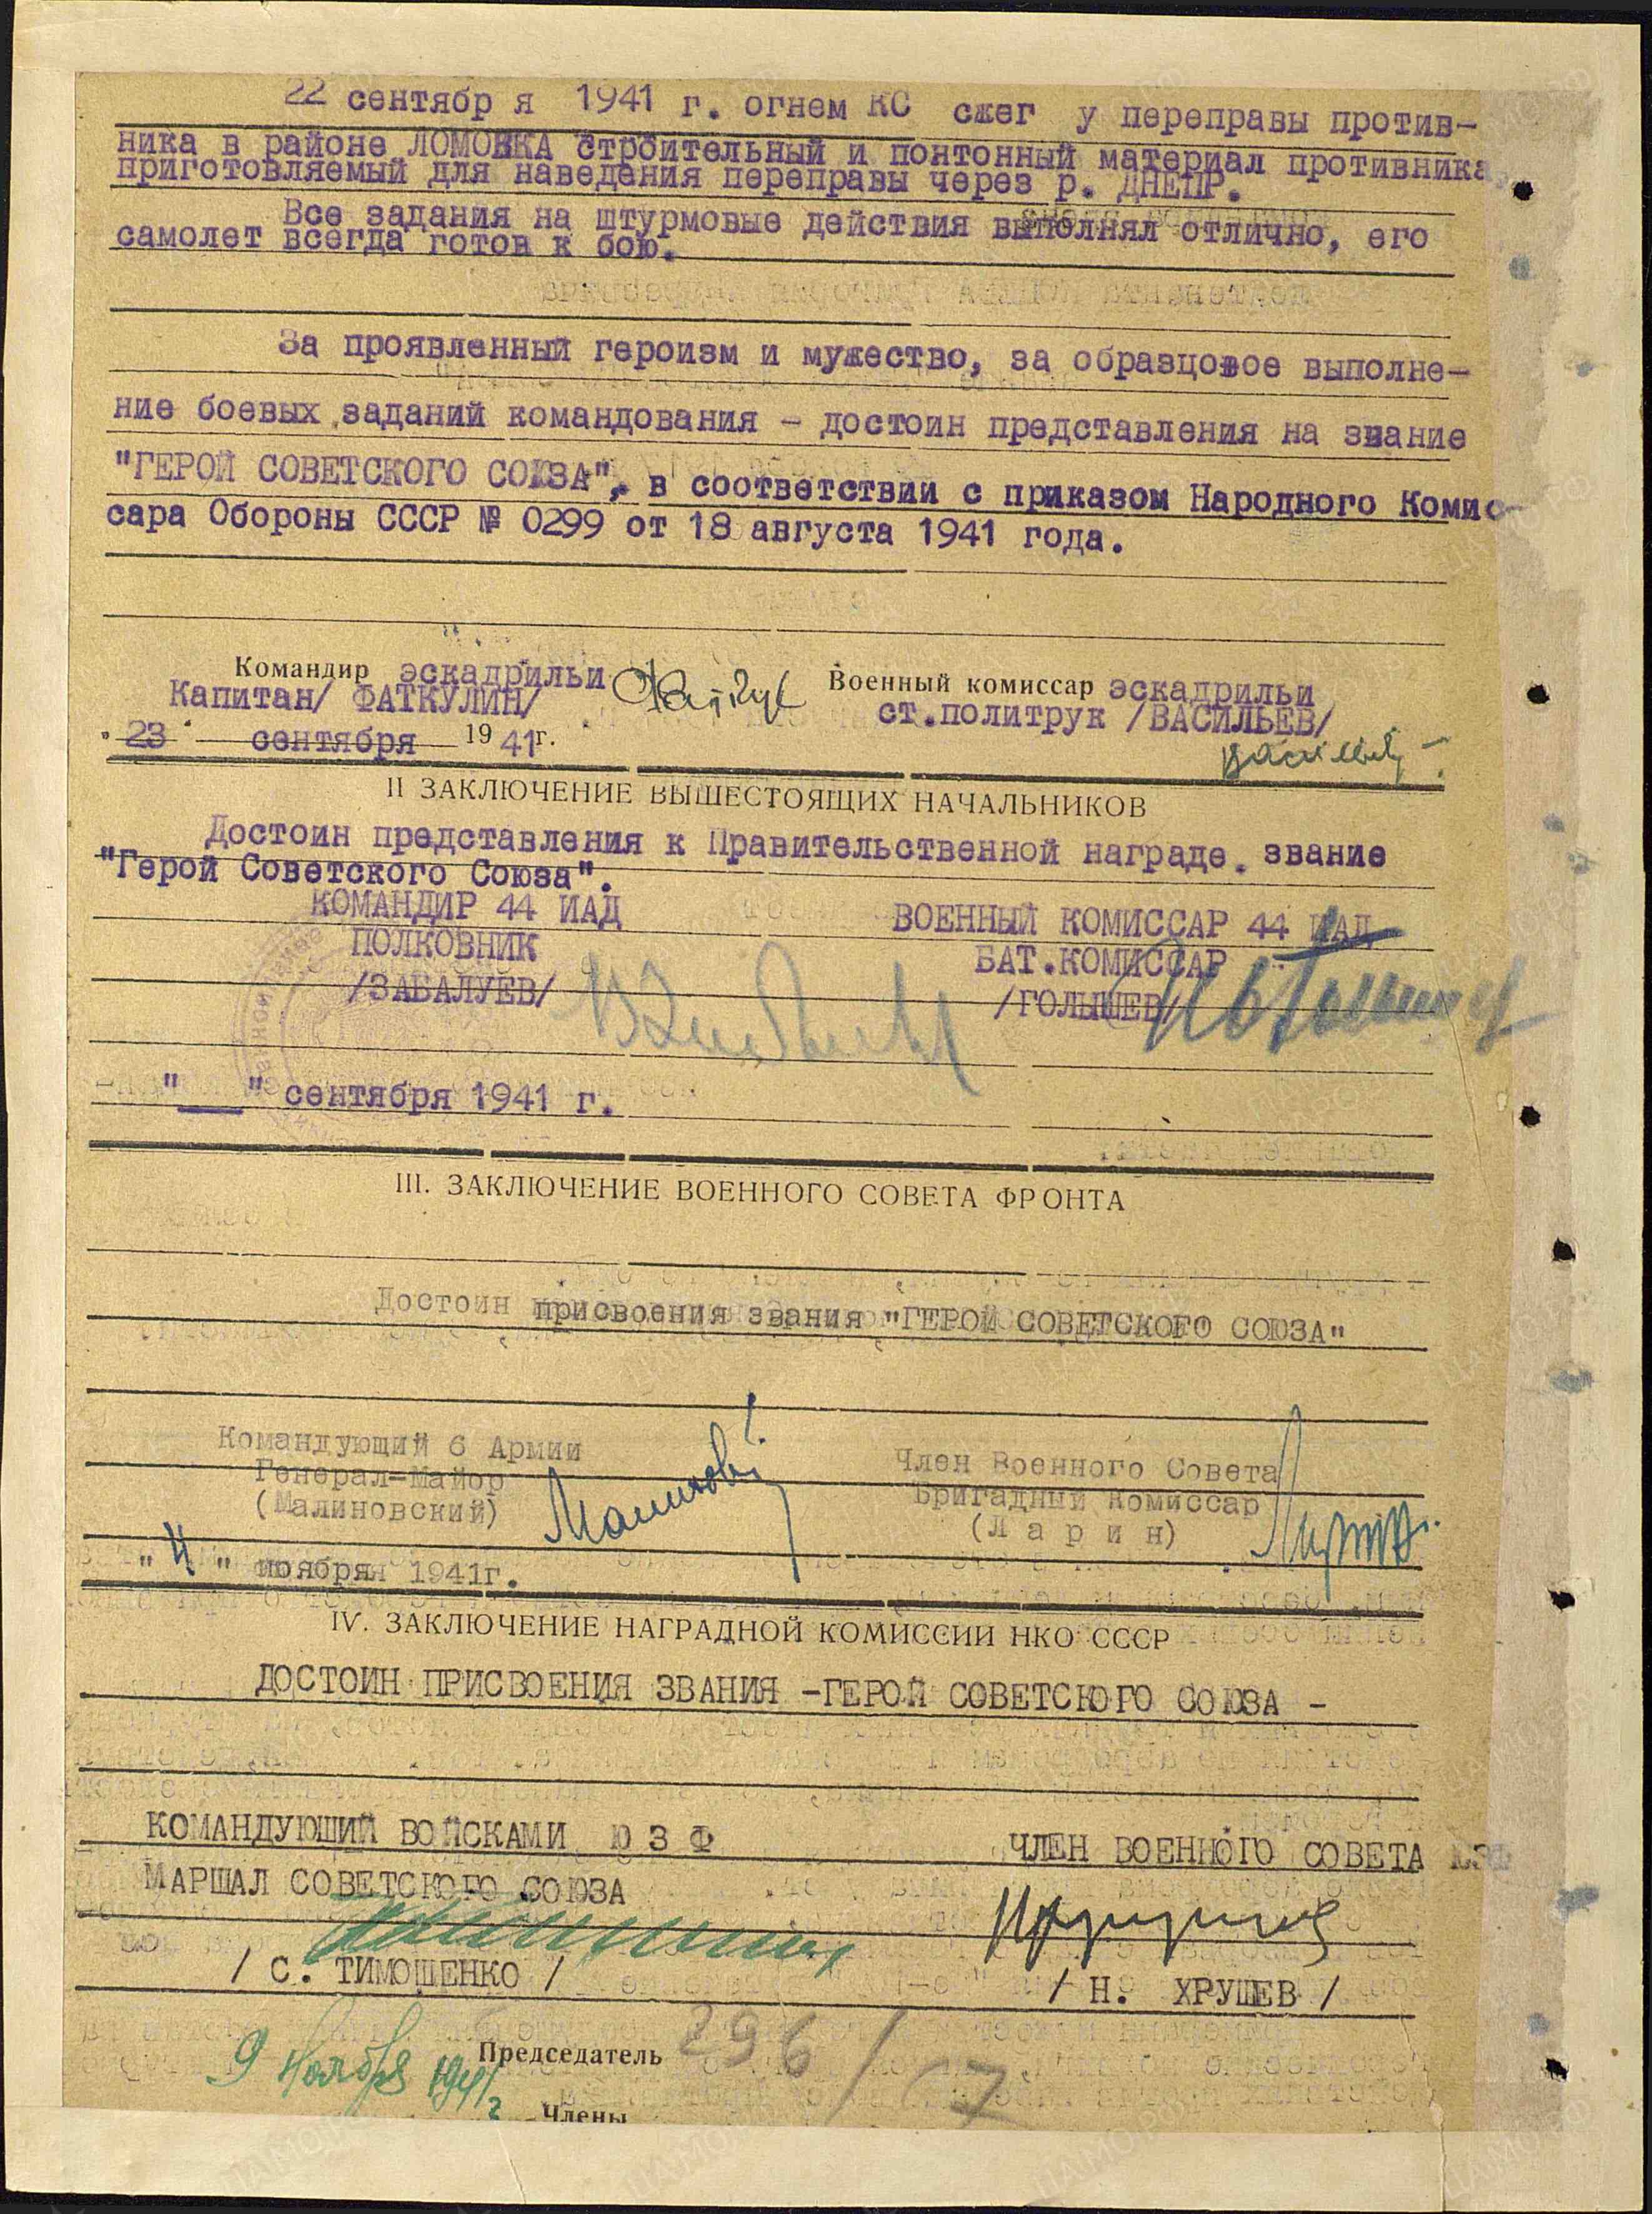 22 сентябр я 1941 г. огнем КС сжег у переправы против-
ника в районе ЛОМОВКА строительный и понтонный материал противника,
приготовляемый для наведения переправы через р. ДНЕПР.
Все задания на штурмовые действия выполнял отлично, его
самолет всегда готов к бою.
За проявленный героизм и мужество, за образцовое выполне-
ние боевых заданий командования - достоин представления на звание
"ГЕРОЙ СОВЕТСКОГО СОЮЗА", в соответствии с приказом Народного Комис-
сара Обороны СССР № 0299 от 18 августа 1941 года.
Командир эскадрильи
Капитан/ ФАТКУЛИН/
Военный комиссар эскадрильи
ст.политрук /ВАСИЛЬЕВ/
Васильев
" 23 " сентября 1941г.
II ЗАКЛЮЧЕНИЕ ВЫШЕСТОЯЩИХ НАЧАЛЬНИКОВ
Достоин представления к Правительственной награде. звание
"Герой Советского Союза".
КОМАНДИР 44 ИАД
ПОЛКОВНИК
/ЗАБАЛУЕВ/
ВОЕННЫЙ КОМИССАР 44 ИАД
БАТ.КОМИССАР
/ГОЛЫШЕВ/
"___" сентября 1941 г.
III. ЗАКЛЮЧЕНИЕ ВОЕННОГО СОВЕТА ФРОНТА
Достоин присвоения звания "ГЕРОЙ СОВЕТСКОГО СОЮЗА"
Командующий 6 Армии
Генерал-Майор
(Малиновский)
Член Военного Совета
Бригадный Комиссар
(Л а р и н)
" 4 " ноября 1941г.
IV. ЗАКЛЮЧЕНИЕ НАГРАДНОЙ КОМИССИИ НКО СССР
ДОСТОИН ПРИСВОЕНИЯ ЗВАНИЯ -ГЕРОЙ СОВЕТСКОГО СОЮЗА -
КОМАНДУЮЩИЙ ВОЙСКАМИ Ю З Ф
МАРШАЛ СОВЕТСКОГО СОЮЗА
/ С. ТИМОШЕНКО /
ЧЛЕН ВОЕННОГО СОВЕТА ЮЗФ
/ Н. ХРУЩЕВ /
9 ноября 1941 г
Председатель
296/
17
Члены